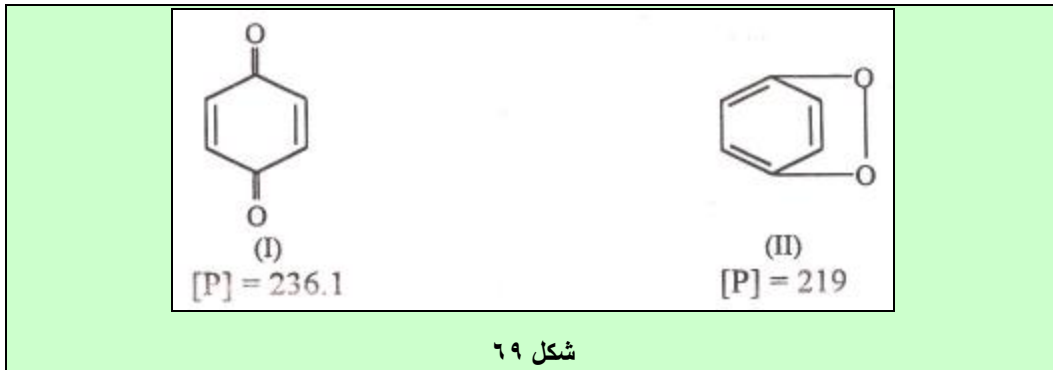 O
O
O
O
(I)
(II)
[P] = 236.1
[P] = 219
شكل ٦٩